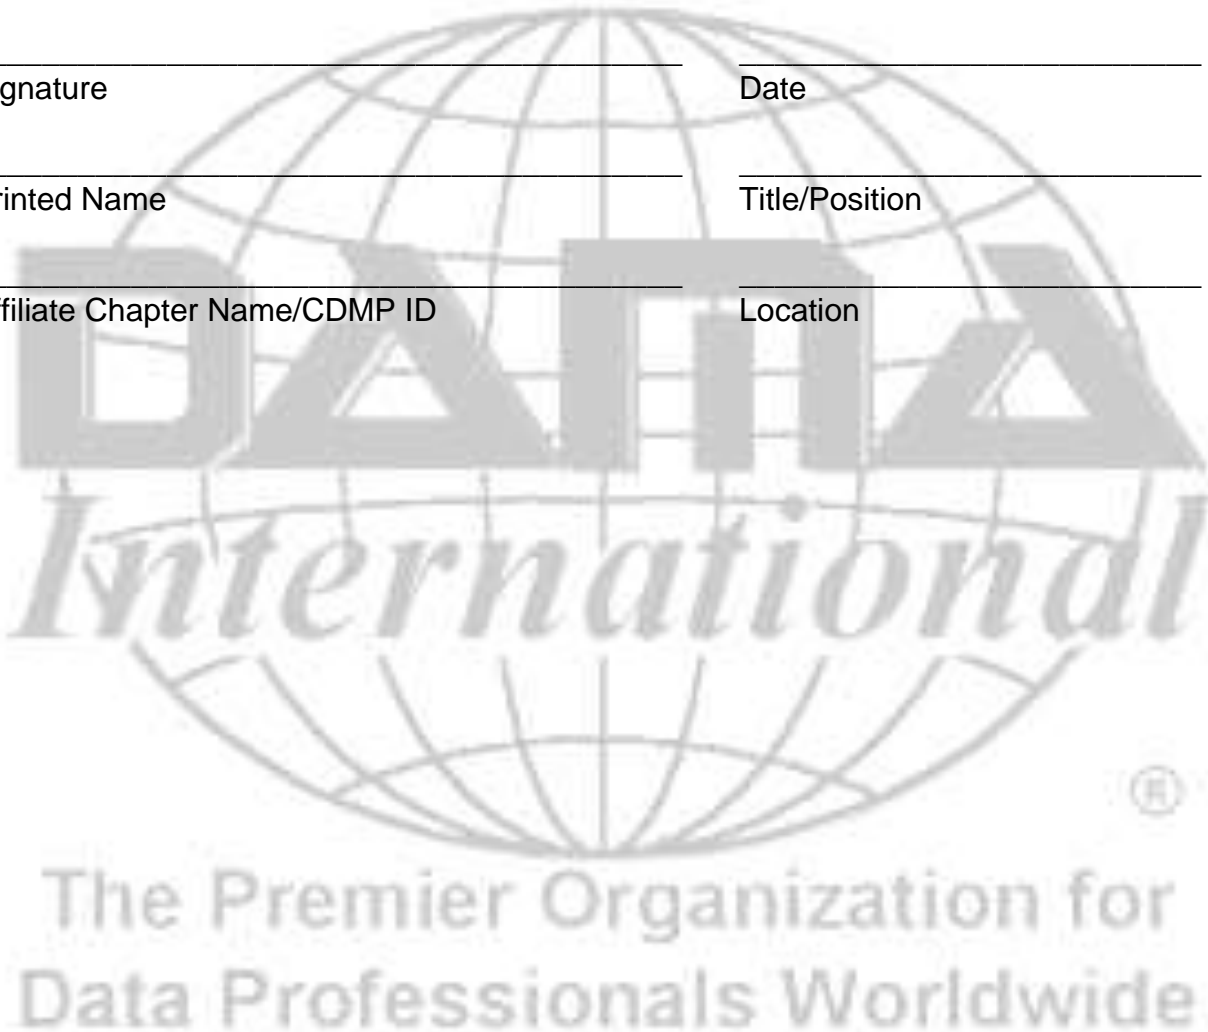 gnature Date
rinted Name Title/Position
ffiliate Chapter Name/CDMP ID Location
DAMA
International
®
The Premier Organization for
Data Professionals Worldwide